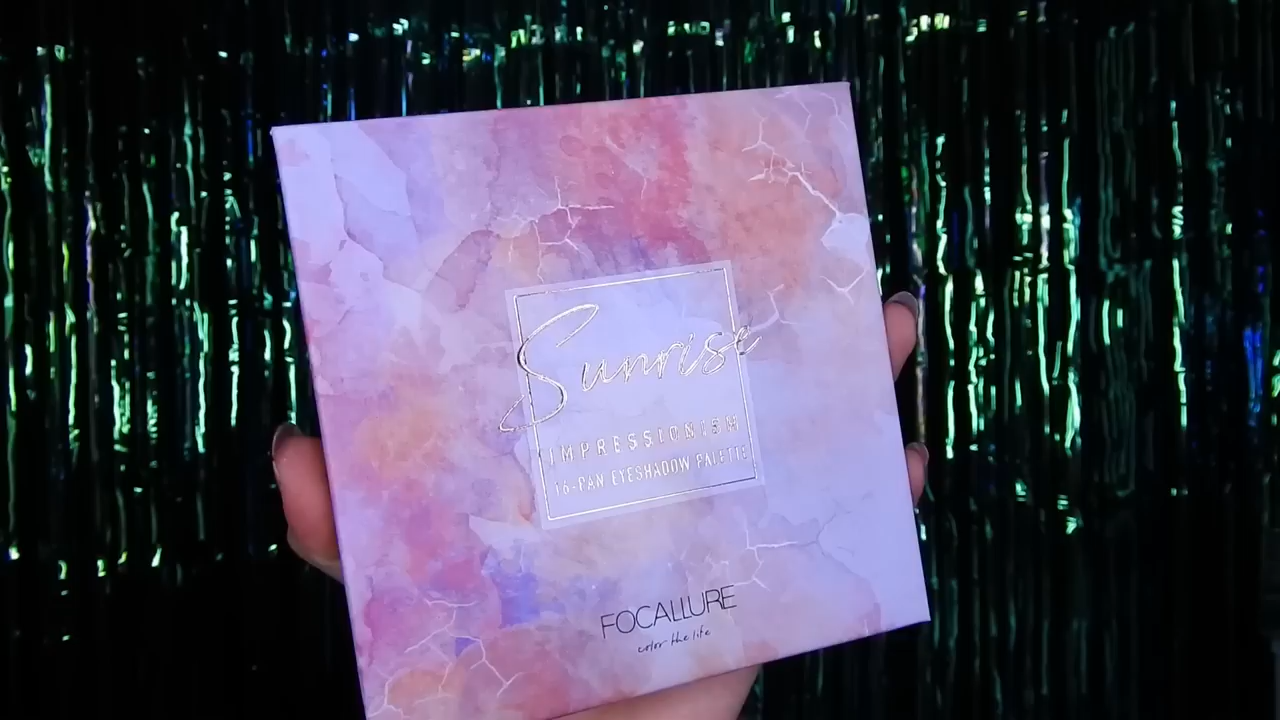 Sunrise
IMPRESSIONISM
16-PAN EYESHADOW PALETTE
FOCALLURE
color the life